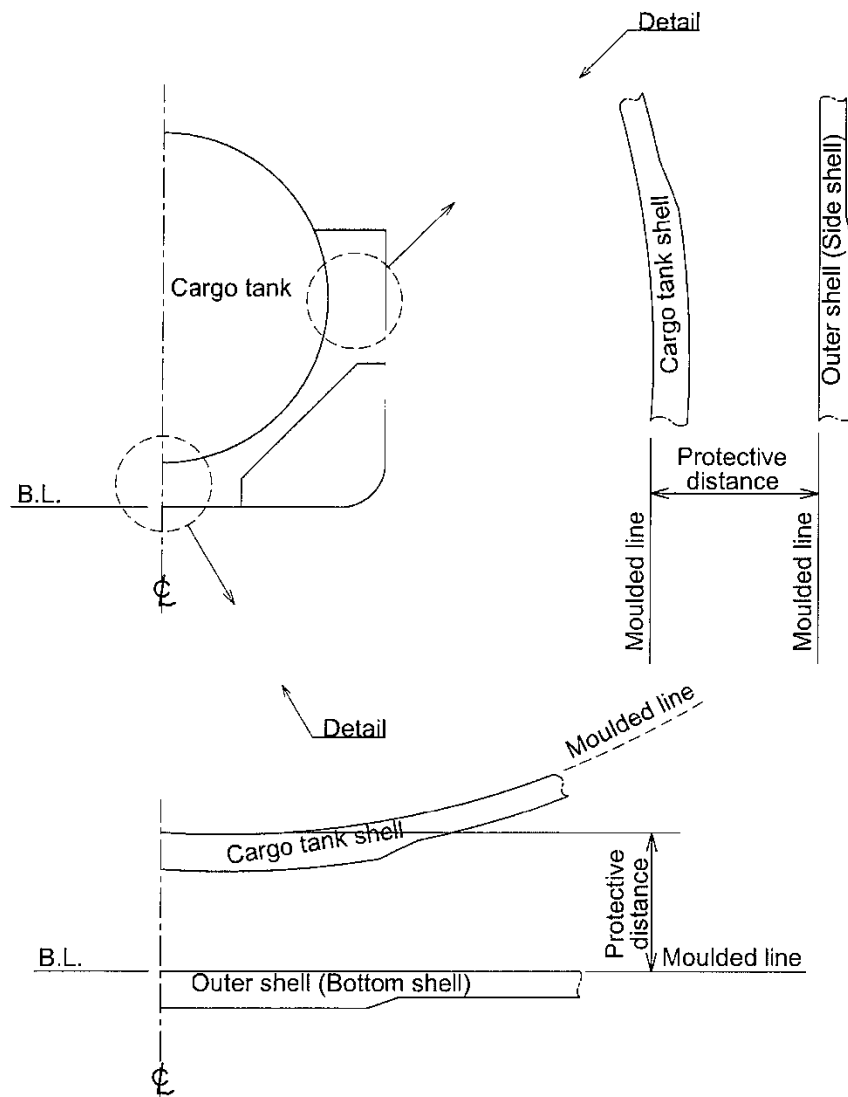 Detail
Cargo tank
B.L.
℄
Cargo tank shell
Outer shell (Side shell)
Protective
distance
Moulded line
Moulded line
Detail
Moulded line
Cargo tank shell
Protective
distance
B.L.
Moulded line
Outer shell (Bottom shell)
℄